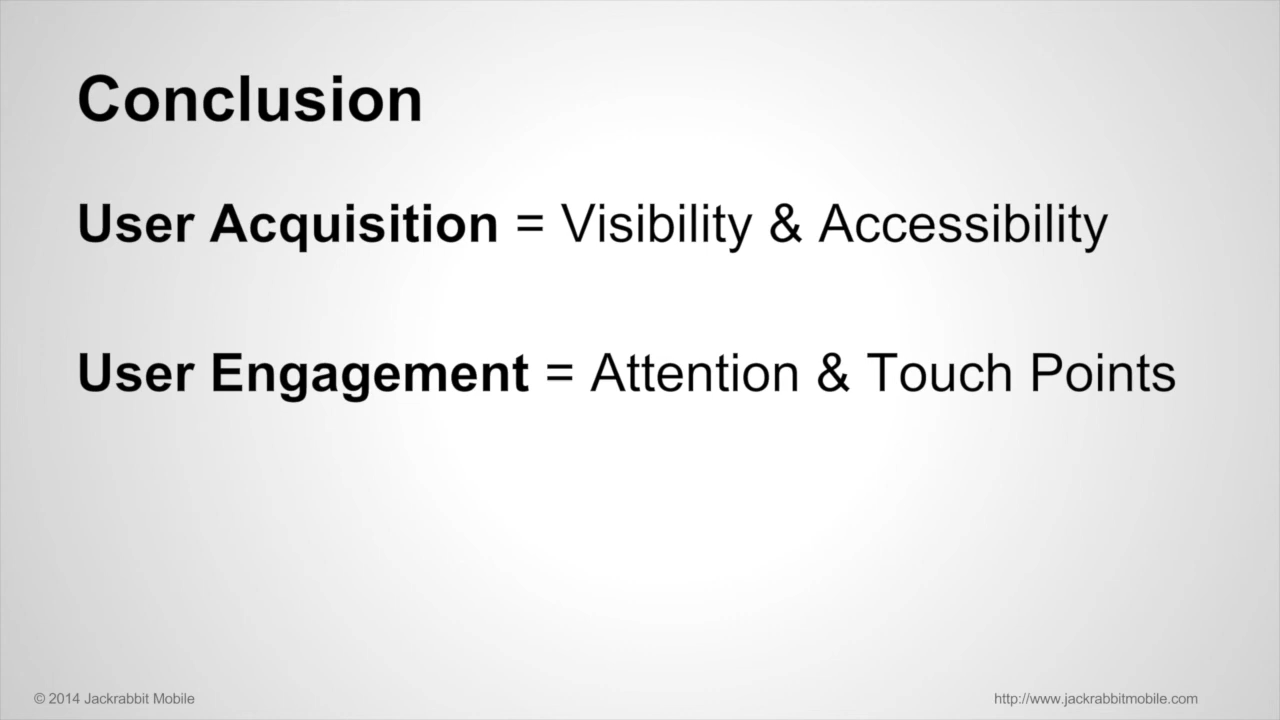 Conclusion
User Acquisition = Visibility & Accessibility
User Engagement = Attention & Touch Points
© 2014 Jackrabbit Mobile
http://www.jackrabbitmobile.com